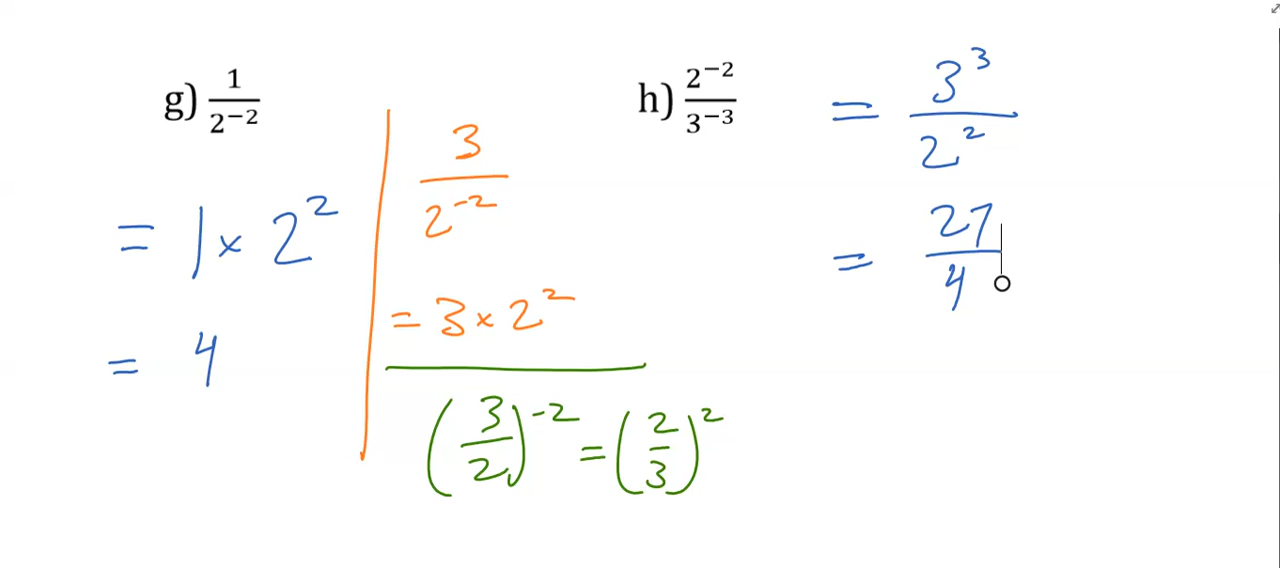 g) 1/2⁻²
= 1 × 2²
= 4
3/2⁻²
= 3 × 2²
(3/2)⁻² = (2/3)²
h) 2⁻²/3⁻³ = 3³/2²
= 27/4